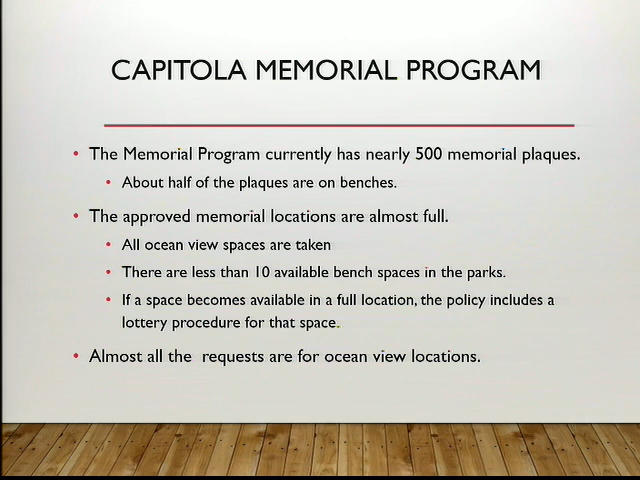 CAPITOLA MEMORIAL PROGRAM
• The Memorial Program currently has nearly 500 memorial plaques.
• About half of the plaques are on benches.
• The approved memorial locations are almost full.
• All ocean view spaces are taken
• There are less than 10 available bench spaces in the parks.
• If a space becomes available in a full location, the policy includes a
lottery procedure for that space.
• Almost all the  requests are for ocean view locations.